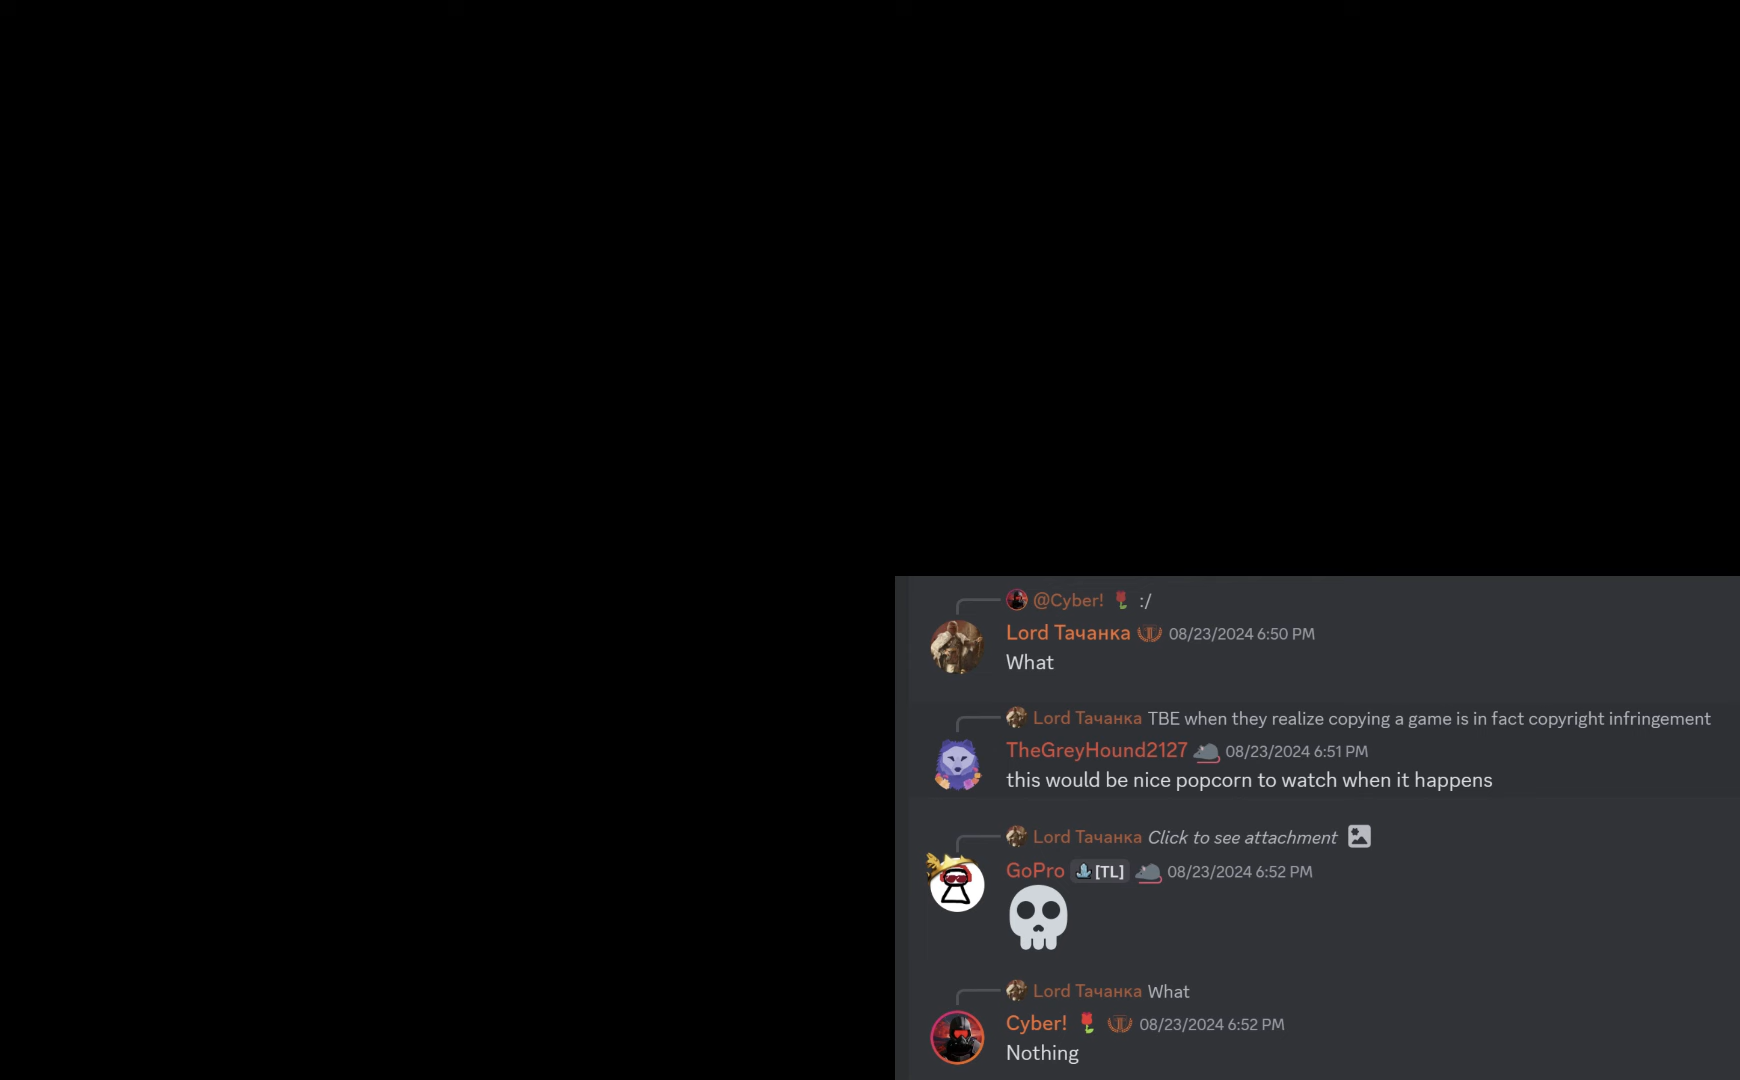 @Cyber! 🌹 :/
Lord Тачанка 08/23/2024 6:50 PM
What
Lord Тачанка TBE when they realize copying a game is in fact copyright infringement
TheGreyHound2127 08/23/2024 6:51 PM
this would be nice popcorn to watch when it happens
Lord Тачанка Click to see attachment
GoPro [TL] 08/23/2024 6:52 PM
💀
Lord Тачанка What
Cyber! 🌹 08/23/2024 6:52 PM
Nothing